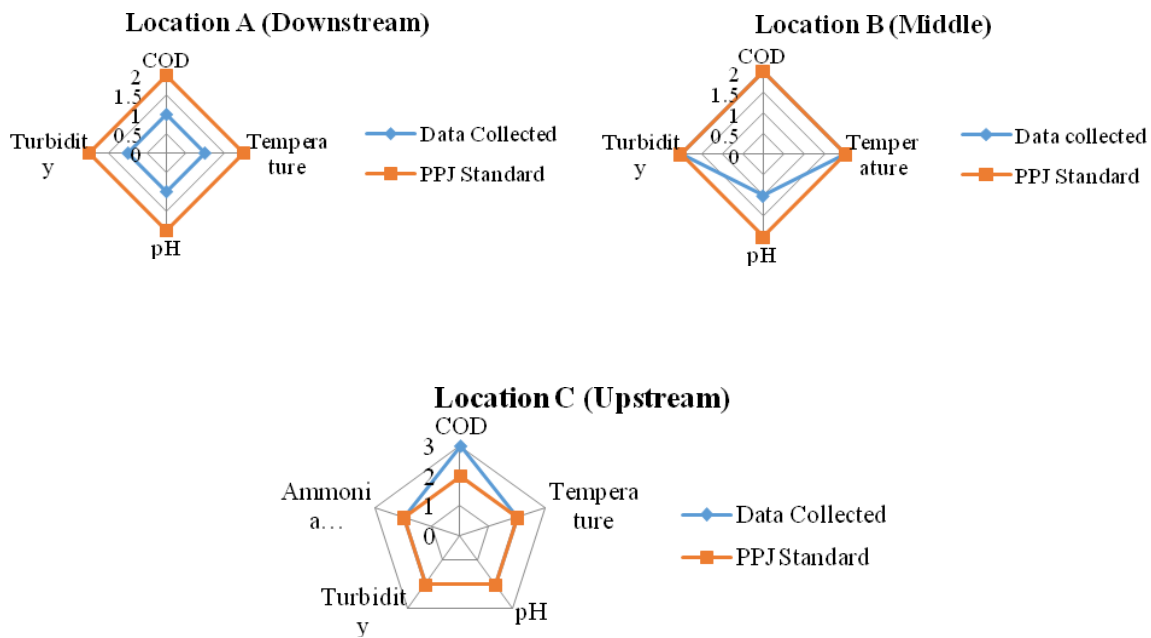 Location A (Downstream)
COD
2
1.5
1
0.5
0
Turbidit
y
Tempera
ture
pH
Data Collected
PPJ Standard
Location B (Middle)
COD
2
1.5
1
0.5
0
Turbidit
y
Temper
ature
pH
Data collected
PPJ Standard
Location C (Upstream)
COD
3
2
1
0
Ammoni
a…
Tempera
ture
Turbidit
y
pH
Data Collected
PPJ Standard